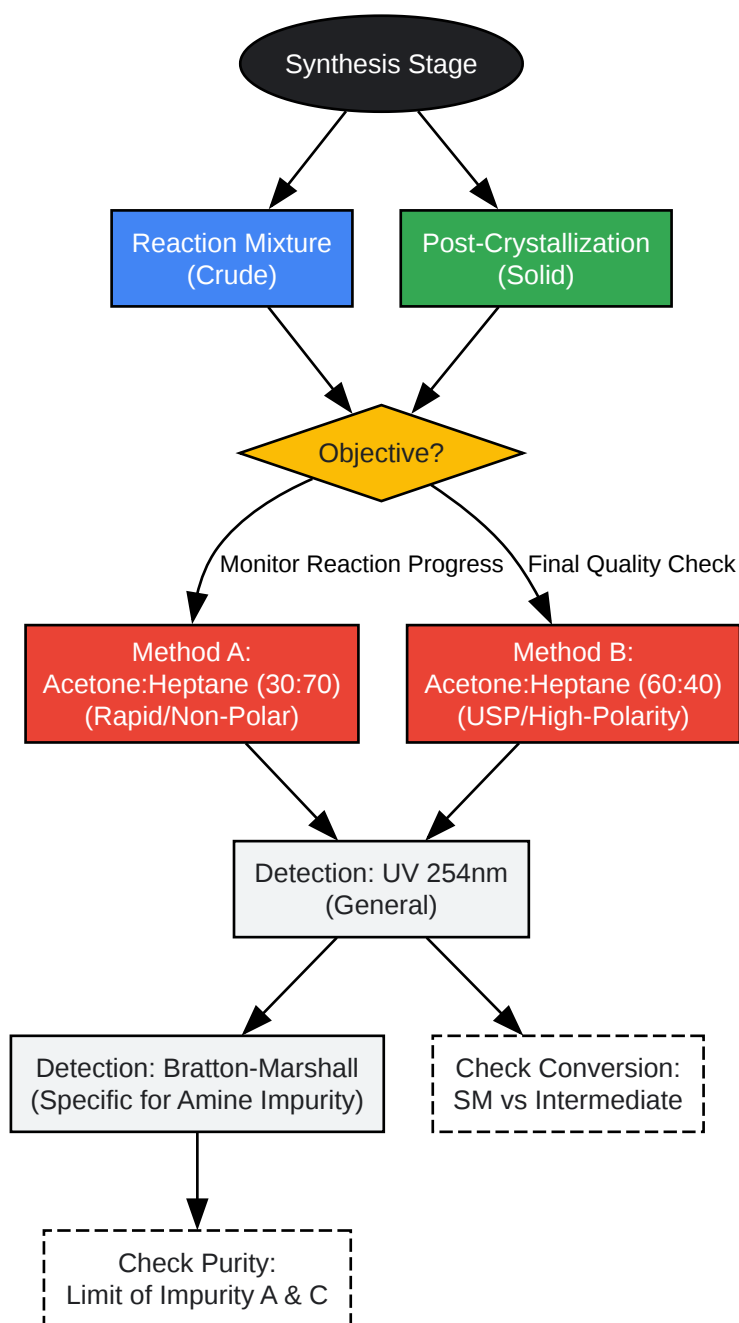 Synthesis Stage
Reaction Mixture
(Crude)
Post-Crystallization
(Solid)
Objective?
Monitor Reaction Progress
Final Quality Check
Method A:
Acetone:Heptane (30:70)
(Rapid/Non-Polar)
Method B:
Acetone:Heptane (60:40)
(USP/High-Polarity)
Detection: UV 254nm
(General)
Detection: Bratton-Marshall
(Specific for Amine Impurity)
Check Conversion:
SM vs Intermediate
Check Purity:
Limit of Impurity A & C